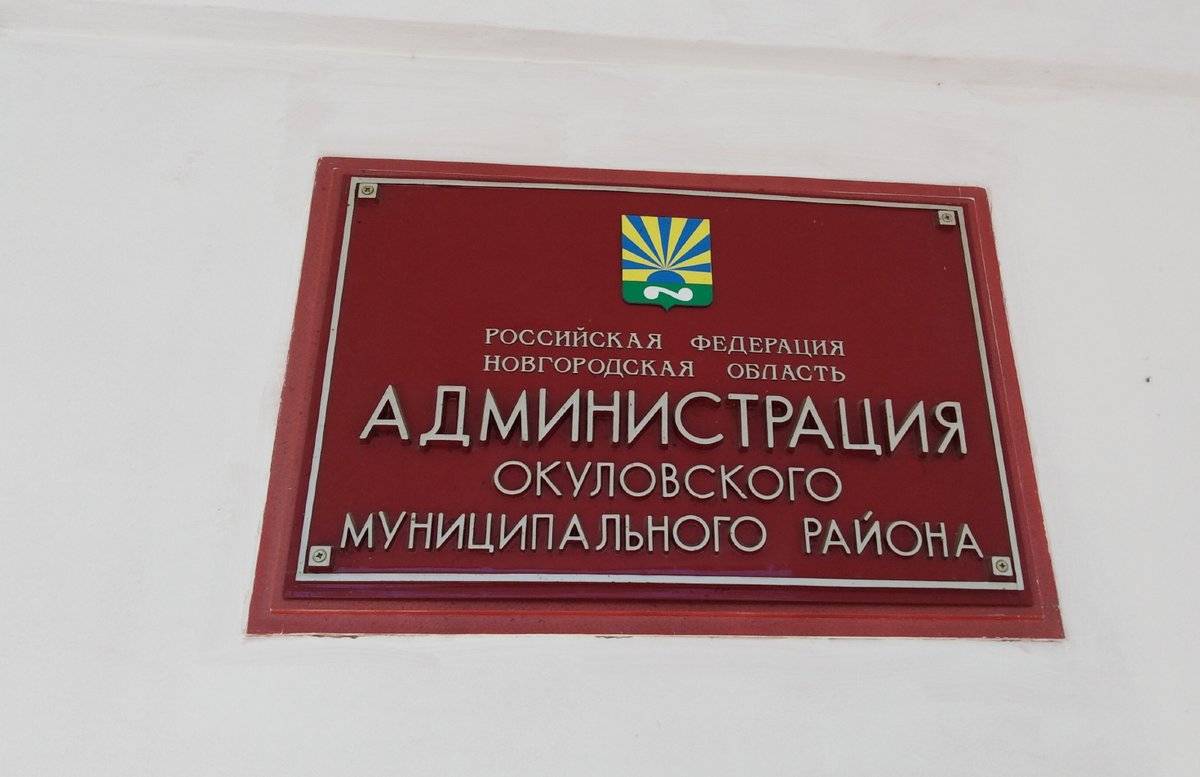 РОССИЙСКАЯ ФЕДЕРАЦИЯ
НОВГОРОДСКАЯ ОБЛАСТЬ
АДМИНИСТРАЦИЯ
ОКУЛОВСКОГО
МУНИЦИПАЛЬНОГО РАЙОНА